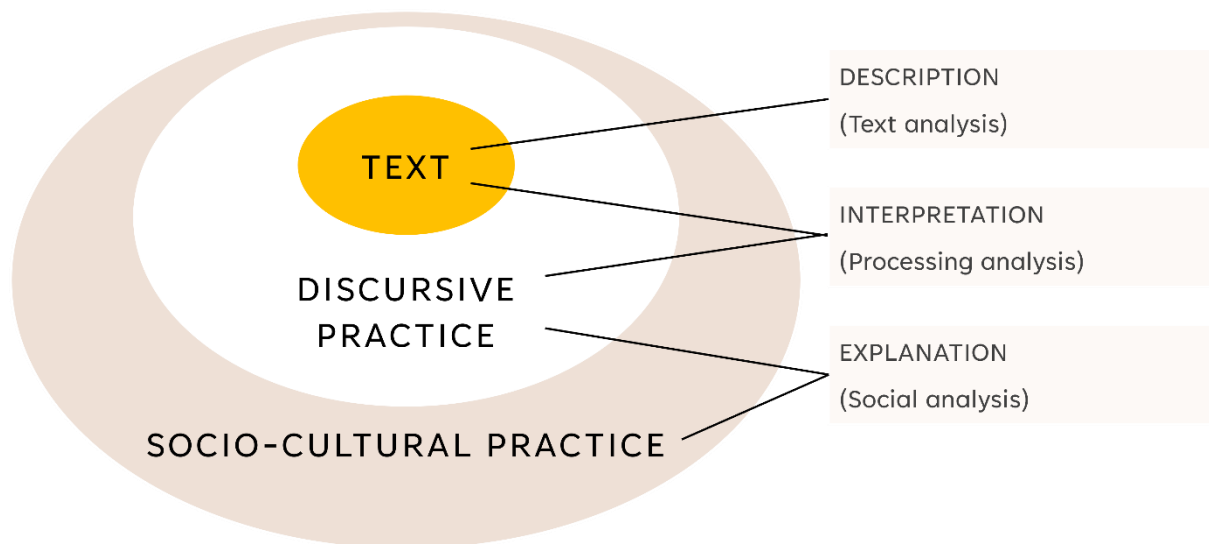 TEXT
DISCURSIVE
PRACTICE
SOCIO-CULTURAL PRACTICE
DESCRIPTION
(Text analysis)
INTERPRETATION
(Processing analysis)
EXPLANATION
(Social analysis)